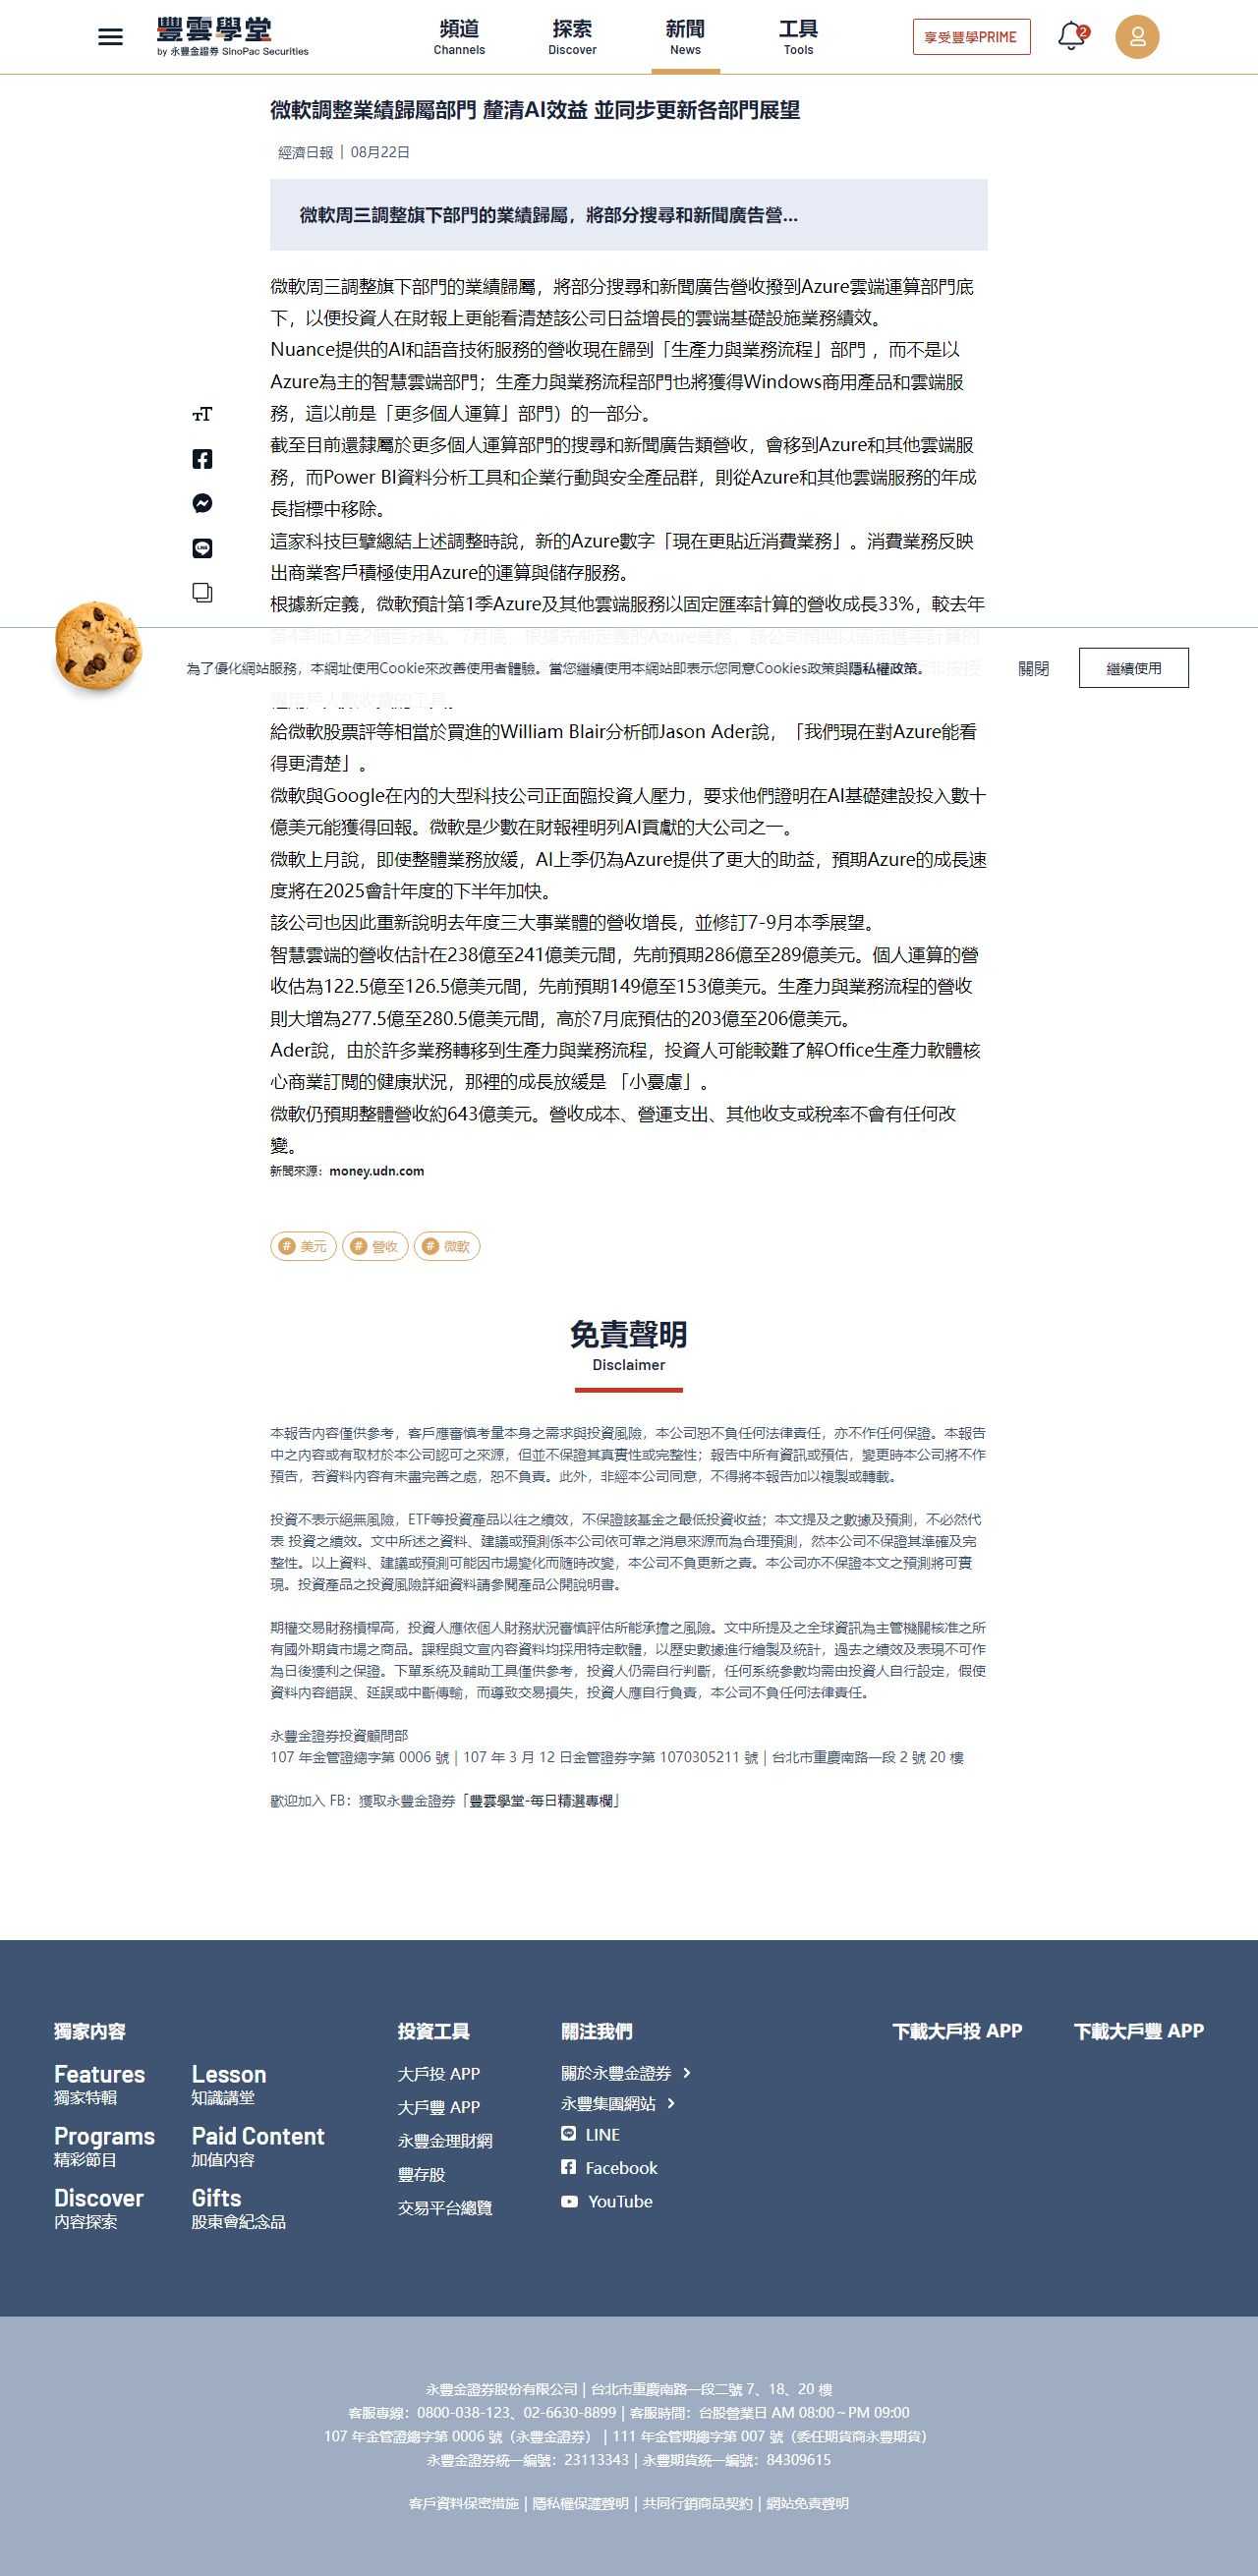 豐雲學堂
by 永豐金證券 SinoPac Securities
頻道
Channels
探索
Discover
新聞
News
工具
Tools
享受豐學PRIME
2
微軟調整業績歸屬部門 釐清AI效益 並同步更新各部門展望
經濟日報 | 08月22日
微軟周三調整旗下部門的業績歸屬，將部分搜尋和新聞廣告營...
微軟周三調整旗下部門的業績歸屬，將部分搜尋和新聞廣告營收撥到Azure雲端運算部門底
下，以便投資人在財報上更能看清楚該公司日益增長的雲端基礎設施業務績效。
Nuance提供的AI和語音技術服務的營收現在歸到「生產力與業務流程」部門 ，而不是以
Azure為主的智慧雲端部門；生產力與業務流程部門也將獲得Windows商用產品和雲端服
務，這以前是「更多個人運算」部門）的一部分。
截至目前還隸屬於更多個人運算部門的搜尋和新聞廣告類營收，會移到Azure和其他雲端服
務，而Power BI資料分析工具和企業行動與安全產品群，則從Azure和其他雲端服務的年成
長指標中移除。
這家科技巨擘總結上述調整時說，新的Azure數字「現在更貼近消費業務」。消費業務反映
出商業客戶積極使用Azure的運算與儲存服務。
根據新定義，微軟預計第1季Azure及其他雲端服務以固定匯率計算的營收成長33%，較去年
為了優化網站服務，本網址使用Cookie來改善使用者體驗。當您繼續使用本網站即表示您同意Cookies政策與隱私權政策。
關閉
繼續使用
給微軟股票評等相當於買進的William Blair分析師Jason Ader說，「我們現在對Azure能看
得更清楚」。
微軟與Google在內的大型科技公司正面臨投資人壓力，要求他們證明在AI基礎建設投入數十
億美元能獲得回報。微軟是少數在財報裡明列AI貢獻的大公司之一。
微軟上月說，即使整體業務放緩，AI上季仍為Azure提供了更大的助益，預期Azure的成長速
度將在2025會計年度的下半年加快。
該公司也因此重新說明去年度三大事業體的營收增長，並修訂7-9月本季展望。
智慧雲端的營收估計在238億至241億美元間，先前預期286億至289億美元。個人運算的營
收估為122.5億至126.5億美元間，先前預期149億至153億美元。生產力與業務流程的營收
則大增為277.5億至280.5億美元間，高於7月底預估的203億至206億美元。
Ader說，由於許多業務轉移到生產力與業務流程，投資人可能較難了解Office生產力軟體核
心商業訂閱的健康狀況，那裡的成長放緩是 「小憂慮」。
微軟仍預期整體營收約643億美元。營收成本、營運支出、其他收支或稅率不會有任何改
變。
新聞來源：money.udn.com
# 美元
# 營收
# 微軟
免責聲明
Disclaimer
本報告內容僅供參考，客戶應審慎考量本身之需求與投資風險，本公司恕不負任何法律責任，亦不作任何保證。本報告
中之內容或有取材於本公司認可之來源，但並不保證其真實性或完整性；報告中所有資訊或預估，變更時本公司將不作
預告，若資料內容有未盡完善之處，恕不負責。此外，非經本公司同意，不得將本報告加以複製或轉載。
投資不表示絕無風險，ETF等投資產品以往之績效，不保證該基金之最低投資收益；本文提及之數據及預測，不必然代
表 投資之績效。文中所述之資料、建議或預測係本公司依可靠之消息來源而為合理預測，然本公司不保證其準確及完
整性。以上資料、建議或預測可能因市場變化而隨時改變，本公司不負更新之責。本公司亦不保證本文之預測將可實
現。投資產品之投資風險詳細資料請參閱產品公開說明書。
期權交易財務槓桿高，投資人應依個人財務狀況審慎評估所能承擔之風險。文中所提及之全球資訊為主管機關核准之所
有國外期貨市場之商品。課程與文宣內容資料均採用特定軟體，以歷史數據進行繪製及統計，過去之績效及表現不可作
為日後獲利之保證。下單系統及輔助工具僅供參考，投資人仍需自行判斷，任何系統參數均需由投資人自行設定，假使
資料內容錯誤、延誤或中斷傳輸，而導致交易損失，投資人應自行負責，本公司不負任何法律責任。
永豐金證券投資顧問部
107 年金管證總字第 0006 號｜107 年 3 月 12 日金管證券字第 1070305211 號｜台北市重慶南路一段 2 號 20 樓
歡迎加入 FB：獲取永豐金證券「豐雲學堂-每日精選專欄」
獨家內容
Features
獨家特輯
Lesson
知識講堂
Programs
精彩節目
Paid Content
加值內容
Discover
內容探索
Gifts
股東會紀念品
投資工具
大戶投 APP
大戶豐 APP
永豐金理財網
豐存股
交易平台總覽
關注我們
關於永豐金證券
永豐集團網站
LINE
Facebook
YouTube
下載大戶投 APP
下載大戶豐 APP
永豐金證券股份有限公司 | 台北市重慶南路一段二號 7、18、20 樓
客服專線：0800-038-123、02-6630-8899 | 客服時間：台股營業日 AM 08:00～PM 09:00
107 年金管證總字第 0006 號（永豐金證券） | 111 年金管期總字第 007 號（委任期貨商永豐期貨）
永豐金證券統一編號：23113343 | 永豐期貨統一編號：84309615
客戶資料保密措施 | 隱私權保護聲明 | 共同行銷商品契約 | 網站免責聲明